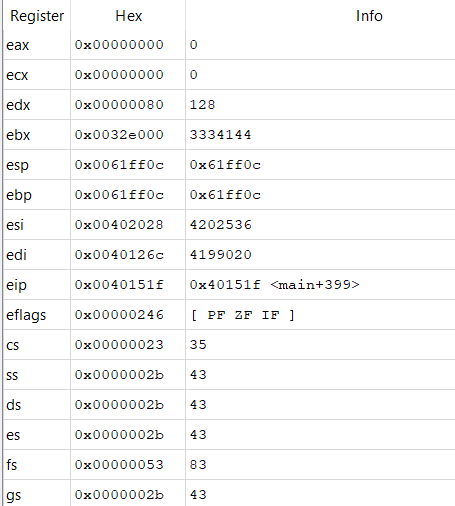 Register Hex Info
eax 0x00000000 0
ecx 0x00000000 0
edx 0x00000080 128
ebx 0x0032e000 3334144
esp 0x0061ff0c 0x61ff0c
ebp 0x0061ff0c 0x61ff0c
esi 0x00402028 4202536
edi 0x0040126c 4199020
eip 0x0040151f 0x40151f <main+399>
eflags 0x00000246 [ PF ZF IF ]
cs 0x00000023 35
ss 0x0000002b 43
ds 0x0000002b 43
es 0x0000002b 43
fs 0x00000053 83
gs 0x0000002b 43